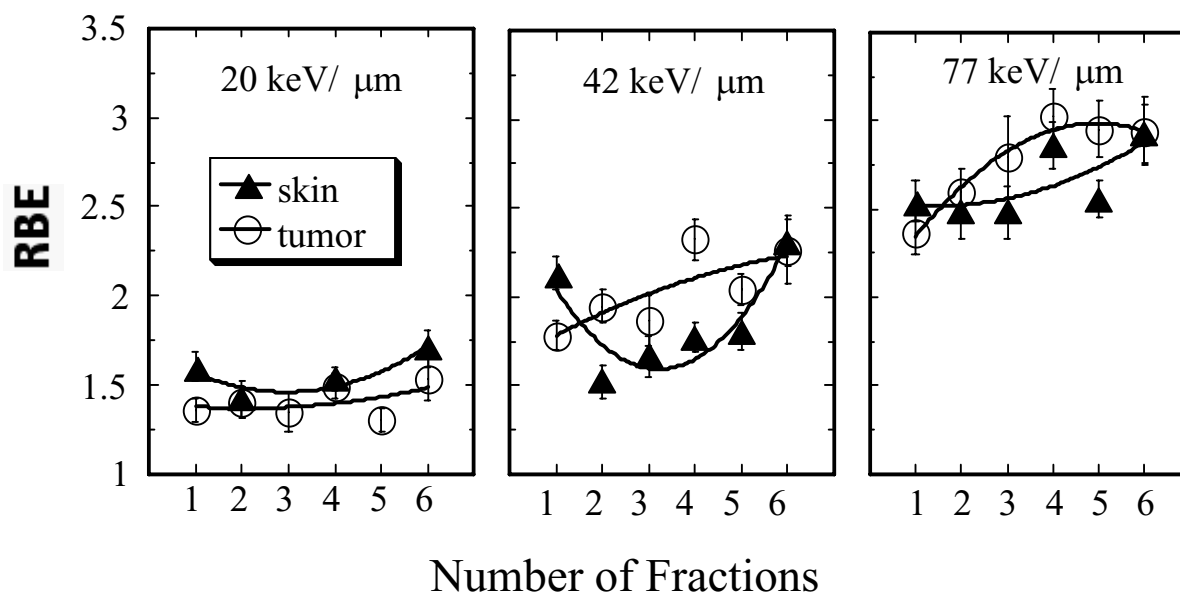 3.5
3
2.5
2
1.5
1
RBE
20 keV/ μm
42 keV/ μm
77 keV/ μm
skin
tumor
1 2 3 4 5 6
1 2 3 4 5 6
1 2 3 4 5 6
Number of Fractions